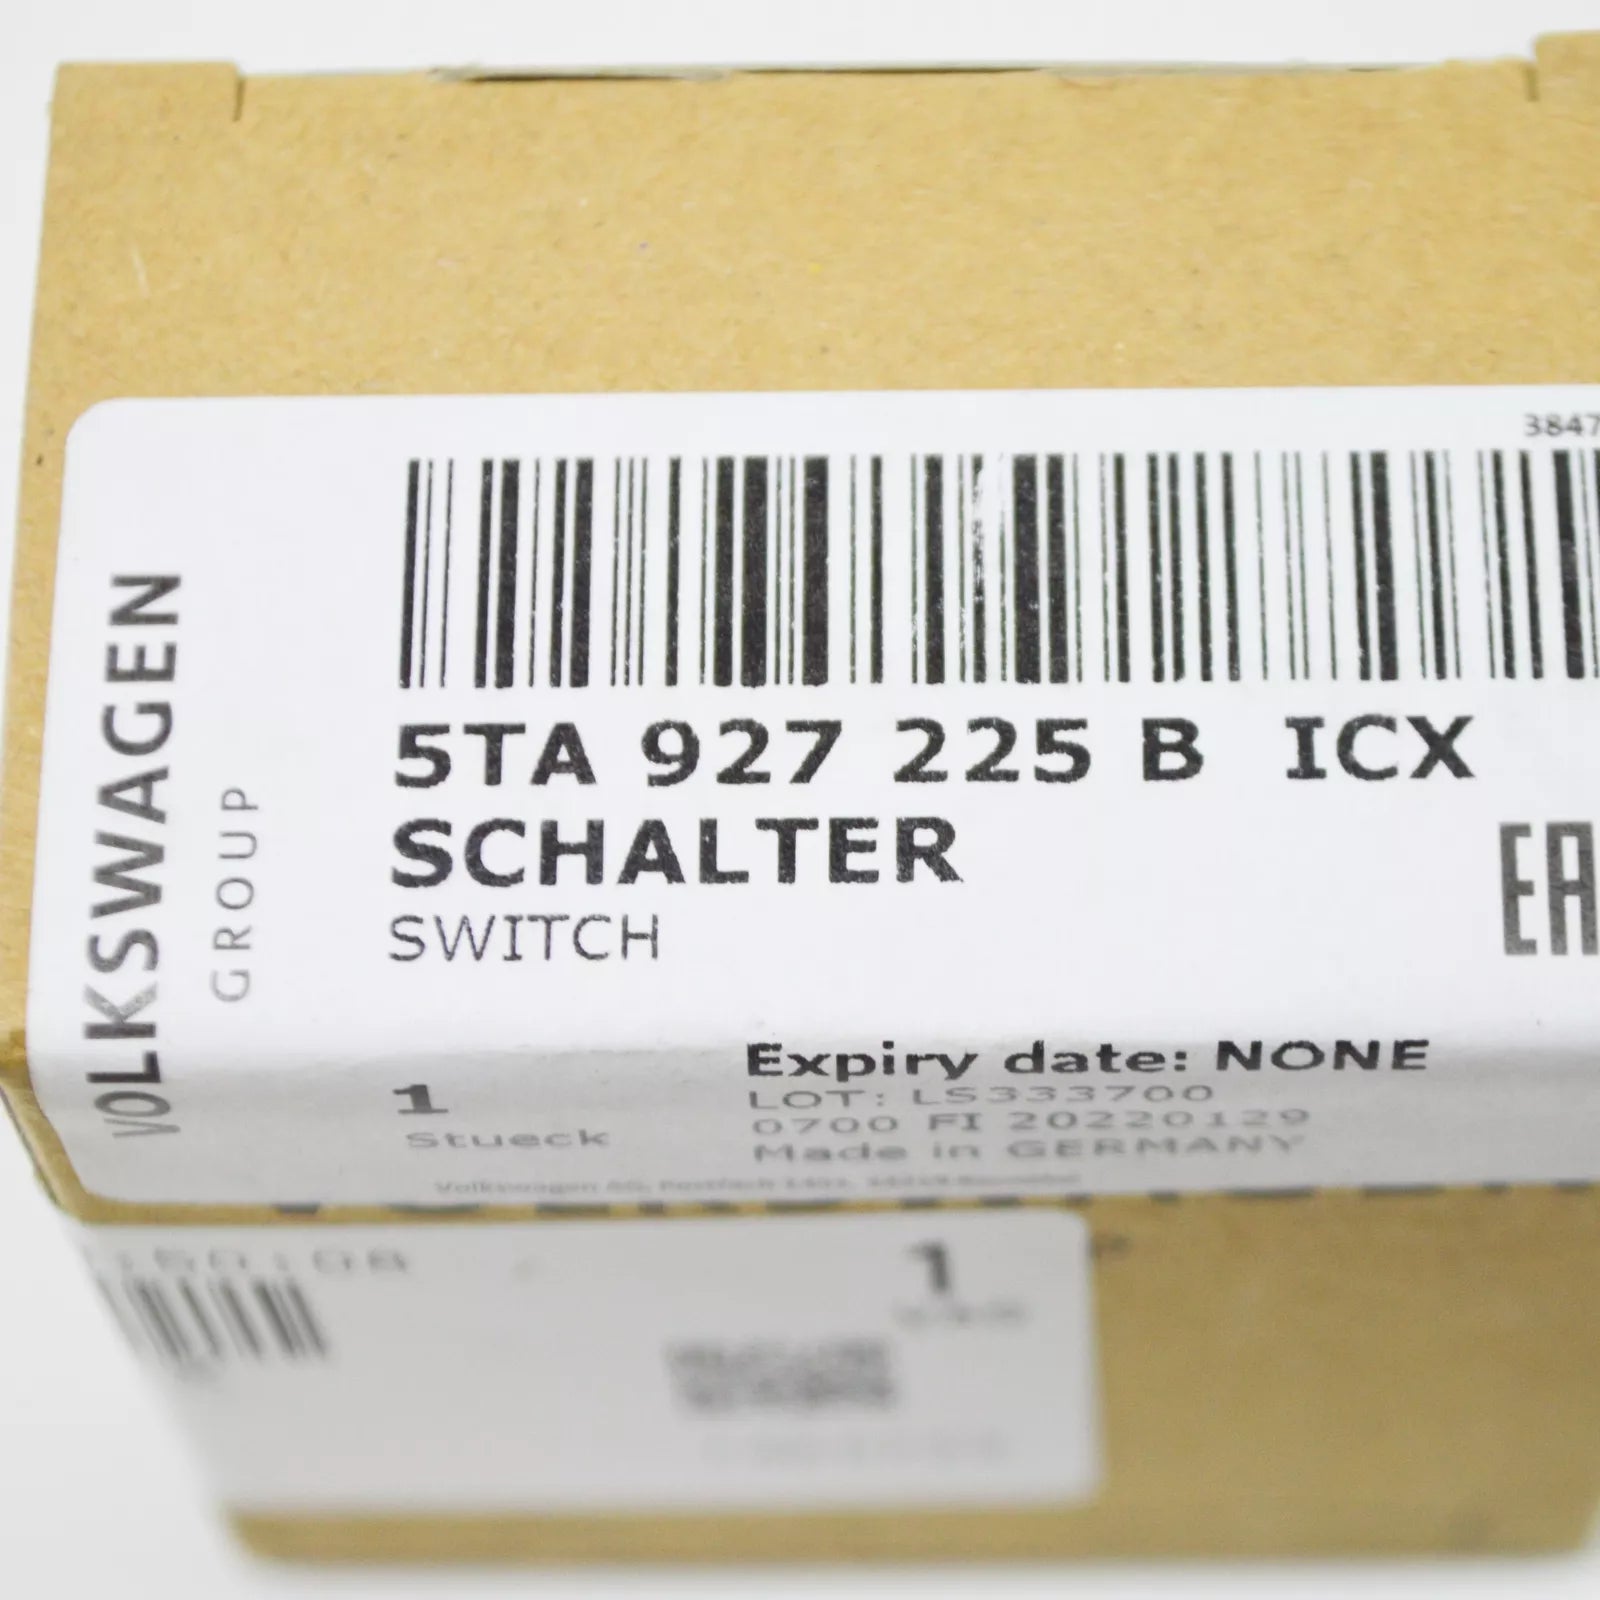 3847
5TA 927 225 B ICX
SCHALTER
SWITCH
EA
VOLKSWAGEN
GROUP
Expiry date: NONE
1
LOT: LS333700
Stueck
0700 FI 20220129
Made in GERMANY
1